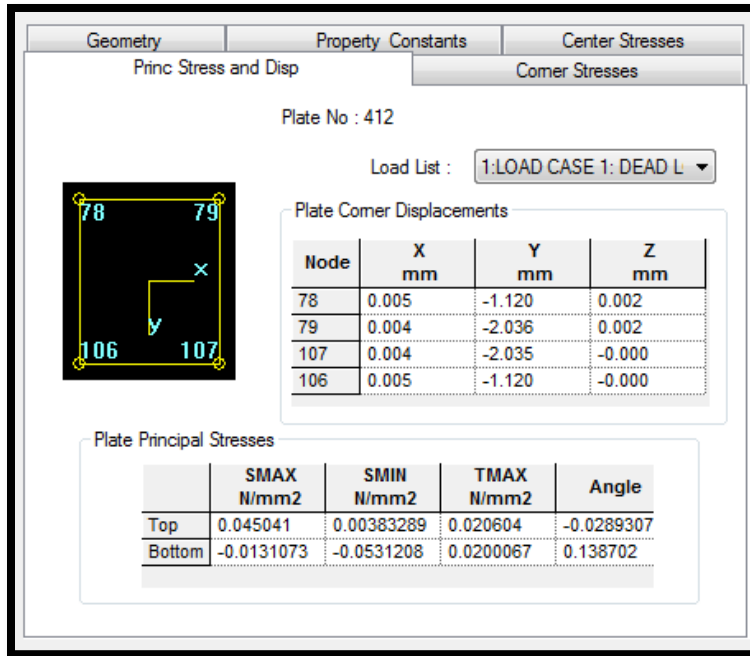 Geometry Property Constants Center Stresses
Princ Stress and Disp Corner Stresses
Plate No : 412
Load List : 1:LOAD CASE 1: DEAD L
78 79
x
y
106 107
Plate Corner Displacements
Node X mm Y mm Z mm
78 0.005 -1.120 0.002
79 0.004 -2.036 0.002
107 0.004 -2.035 -0.000
106 0.005 -1.120 -0.000
Plate Principal Stresses
SMAX N/mm2 SMIN N/mm2 TMAX N/mm2 Angle
Top 0.045041 0.00383289 0.020604 -0.0289307
Bottom -0.0131073 -0.0531208 0.0200067 0.138702